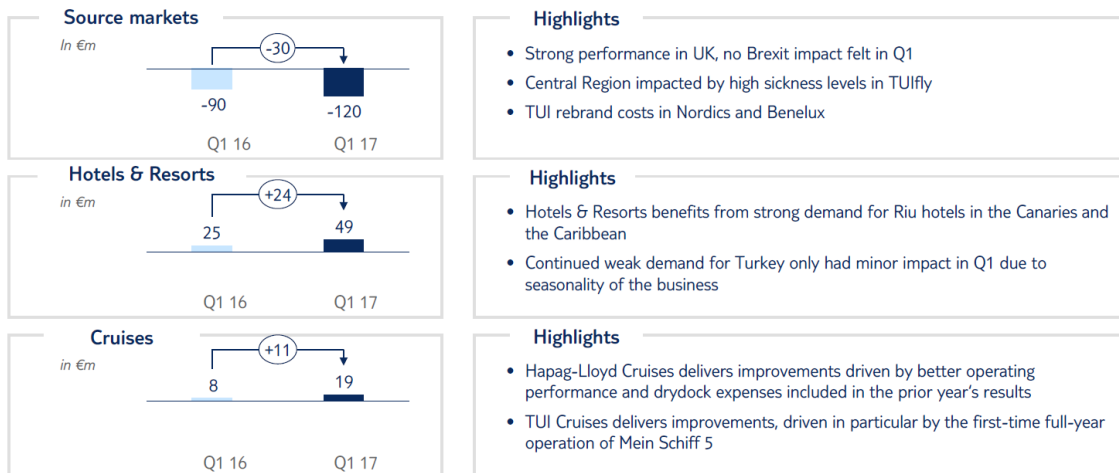 Source markets
In €m
-30
-90
-120
Q1 16
Q1 17
Highlights
• Strong performance in UK, no Brexit impact felt in Q1
• Central Region impacted by high sickness levels in TUIfly
• TUI rebrand costs in Nordics and Benelux
Hotels & Resorts
in €m
+24
25
49
Q1 16
Q1 17
Highlights
• Hotels & Resorts benefits from strong demand for Riu hotels in the Canaries and
the Caribbean
• Continued weak demand for Turkey only had minor impact in Q1 due to
seasonality of the business
Cruises
in €m
+11
8
19
Q1 16
Q1 17
Highlights
• Hapag-Lloyd Cruises delivers improvements driven by better operating
performance and drydock expenses included in the prior year's results
• TUI Cruises delivers improvements, driven in particular by the first-time full-year
operation of Mein Schiff 5